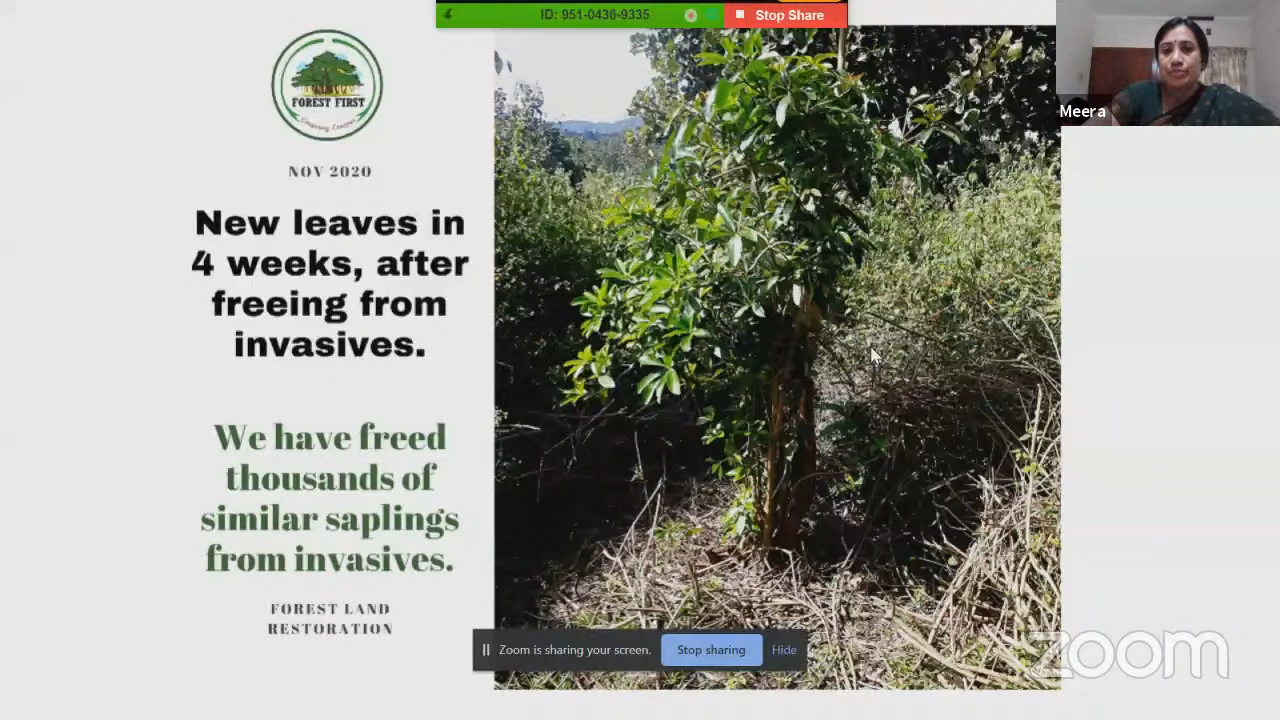 ID: 951-0436-9335
Stop Share
Meera
FOREST FIRST
NOV 2020
New leaves in
4 weeks, after
freeing from
invasives.
We have freed
thousands of
similar saplings
from invasives.
FOREST LAND
RESTORATION
Zoom is sharing your screen.
Stop sharing
Hide
zoom